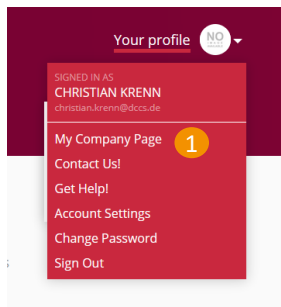 Your profile
NO
SIGNED IN AS
CHRISTIAN KRENN
christian.krenn@dccs.de
My Company Page
1
Contact Us!
Get Help!
Account Settings
Change Password
Sign Out
s